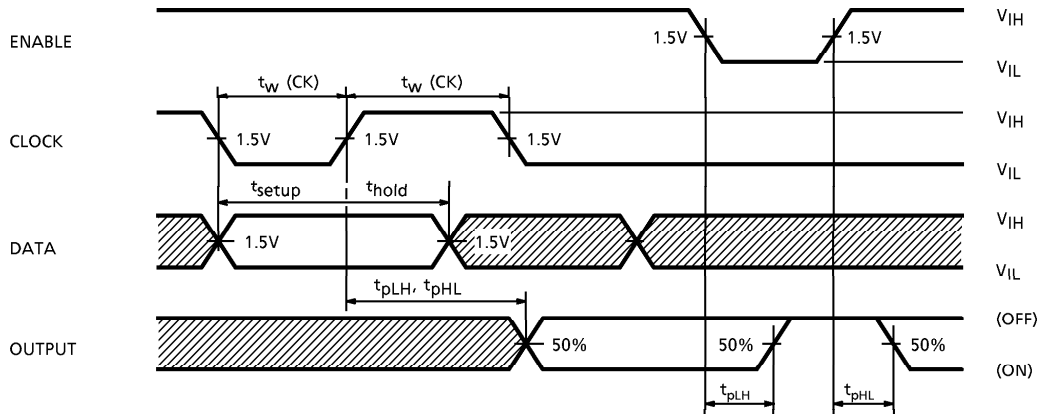 ENABLE
1.5V
1.5V
VIH
VIL
tw (CK)
tw (CK)
CLOCK
1.5V
1.5V
1.5V
VIH
VIL
tsetup
thold
DATA
1.5V
1.5V
VIH
VIL
tpLH, tpHL
OUTPUT
50%
50%
50%
(OFF)
(ON)
tpLH
tpHL